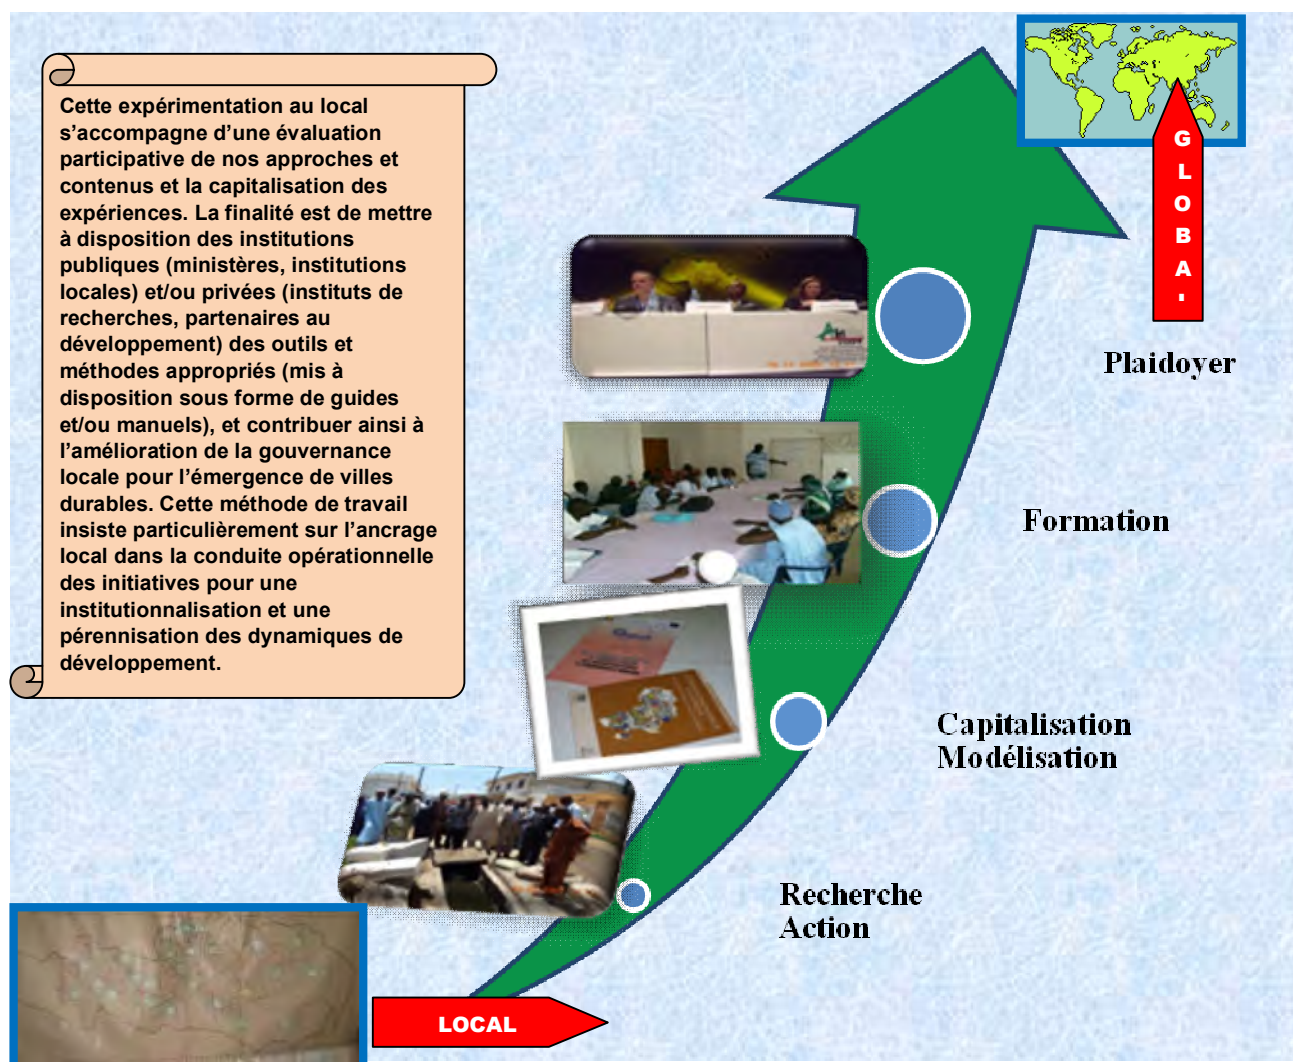 Cette expérimentation au local
s’accompagne d’une évaluation
participative de nos approches et
contenus et la capitalisation des
expériences. La finalité est de mettre
à disposition des institutions
publiques (ministères, institutions
locales) et/ou privées (instituts de
recherches, partenaires au
développement) des outils et
méthodes appropriés (mis à
disposition sous forme de guides
et/ou manuels), et contribuer ainsi à
l’amélioration de la gouvernance
locale pour l’émergence de villes
durables. Cette méthode de travail
insiste particulièrement sur l’ancrage
local dans la conduite opérationnelle
des initiatives pour une
institutionnalisation et une
pérennisation des dynamiques de
développement.
GLOBA
Plaidoyer
Formation
Capitalisation
Modélisation
Recherche
Action
LOCAL